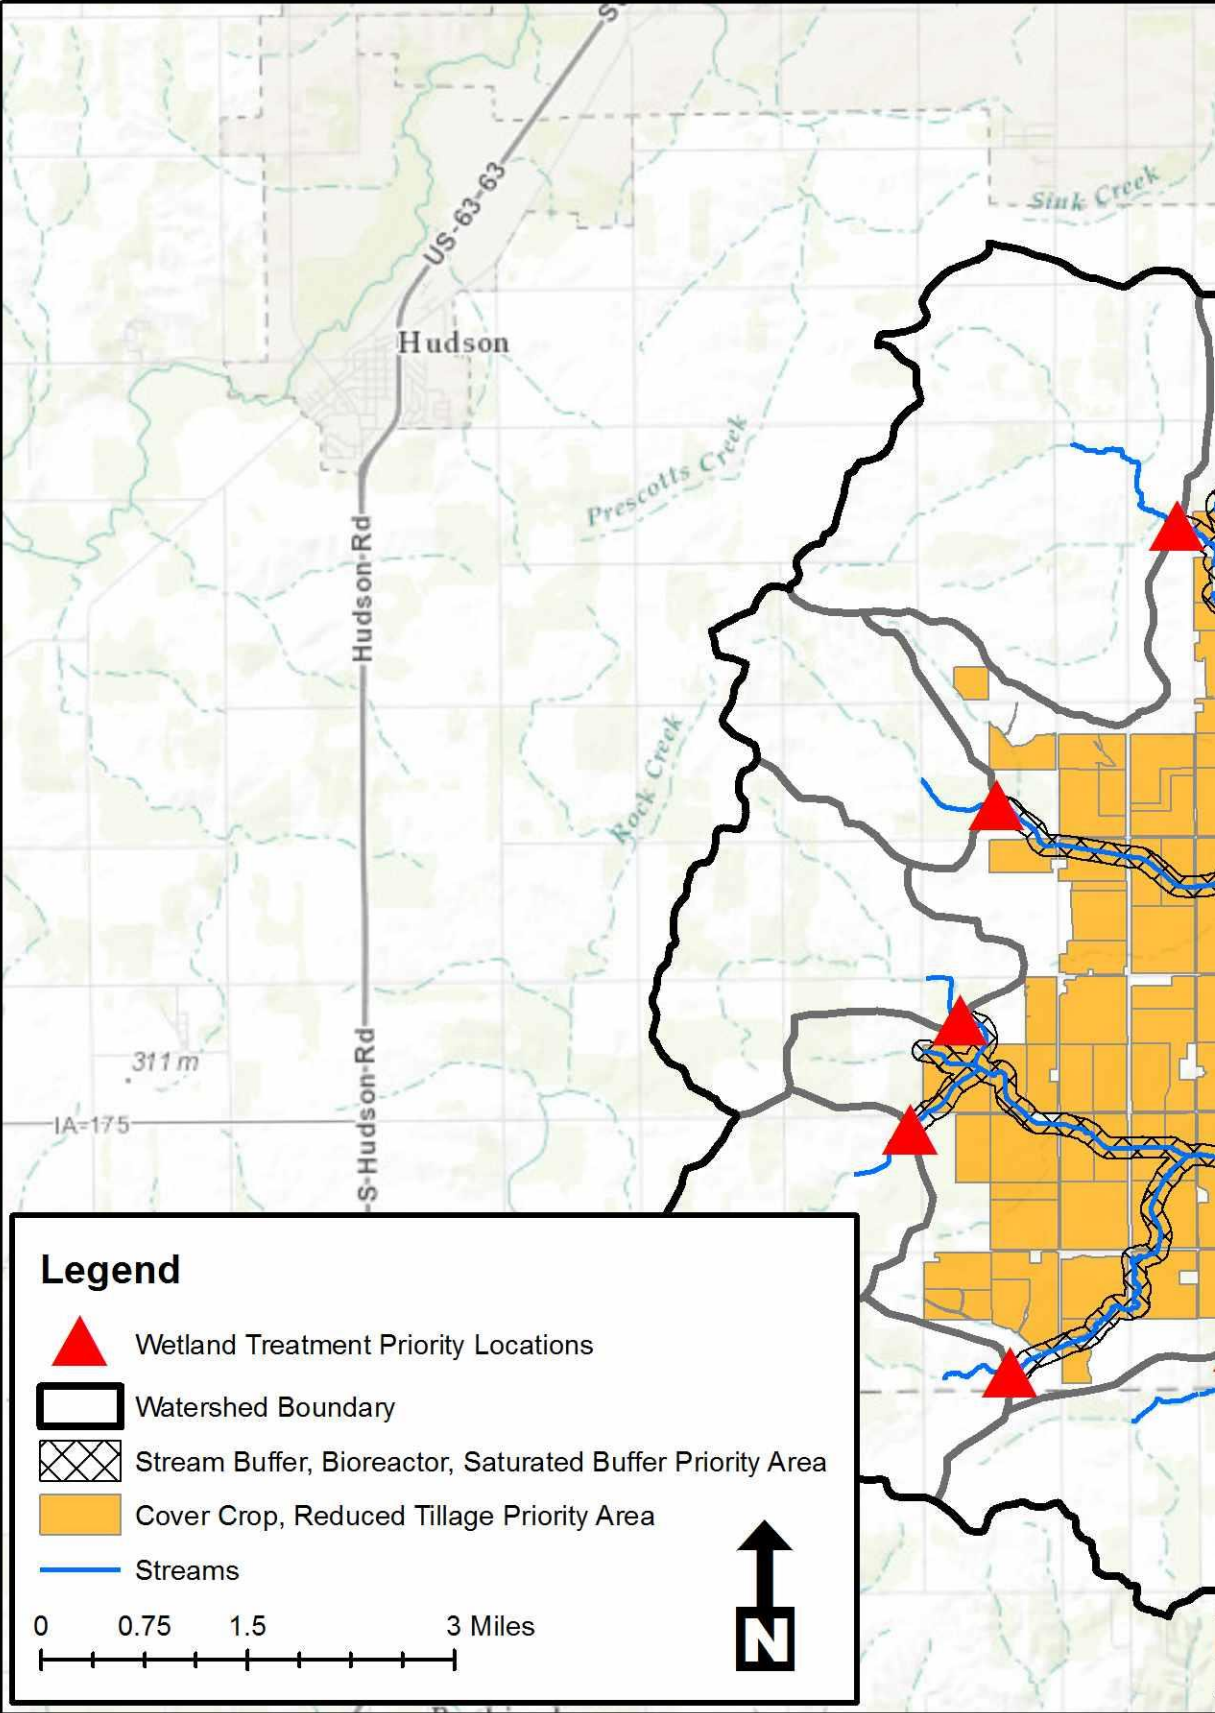 US-63-63
Sink Creek
Hudson
Prescotts Creek
Hudson-Rd
Rock Creek
311 m
IA-175
S-Hudson-Rd
Legend
Wetland Treatment Priority Locations
Watershed Boundary
Stream Buffer, Bioreactor, Saturated Buffer Priority Area
Cover Crop, Reduced Tillage Priority Area
Streams
0 0.75 1.5 3 Miles
N